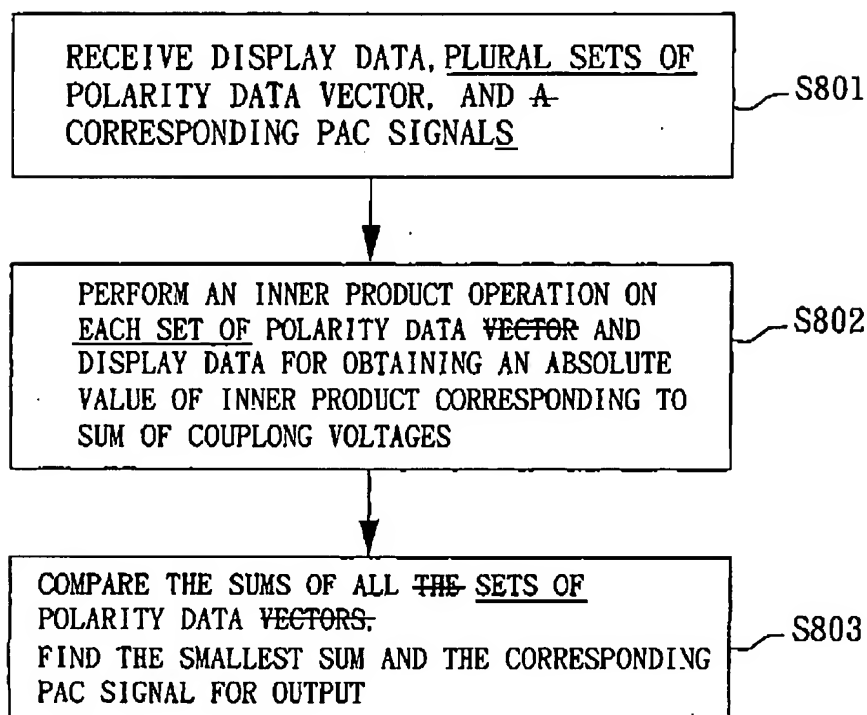 RECEIVE DISPLAY DATA, PLURAL SETS OF
POLARITY DATA VECTOR, AND A
CORRESPONDING PAC SIGNALS
S801
PERFORM AN INNER PRODUCT OPERATION ON
EACH SET OF POLARITY DATA VECTOR AND
DISPLAY DATA FOR OBTAINING AN ABSOLUTE
VALUE OF INNER PRODUCT CORRESPONDING TO
SUM OF COUPLONG VOLTAGES
S802
COMPARE THE SUMS OF ALL THE SETS OF
POLARITY DATA VECTORS,
FIND THE SMALLEST SUM AND THE CORRESPONDING
PAC SIGNAL FOR OUTPUT
S803